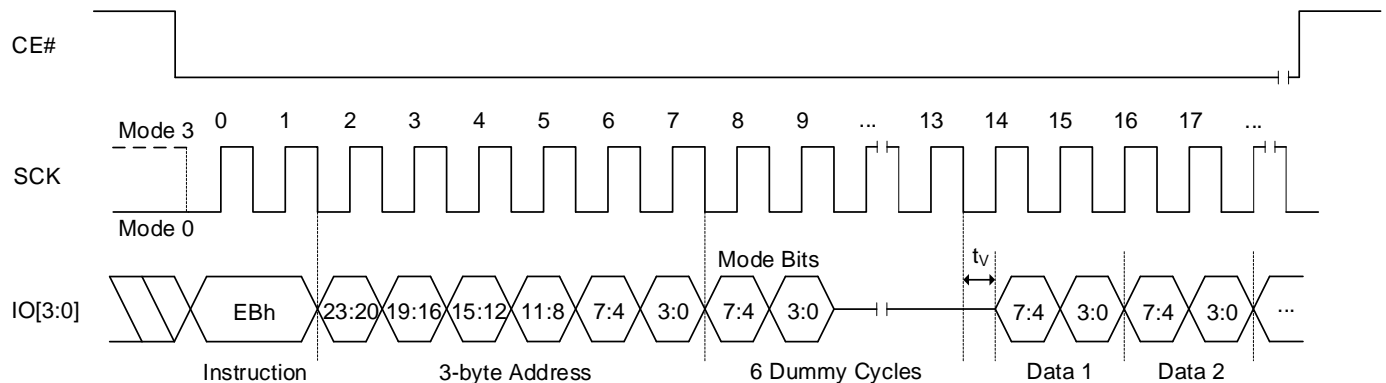 CE#
0 1 2 3 4 5 6 7 8 9 ... 13 14 15 16 17 ...
Mode 3
SCK
Mode 0
Mode Bits
tV
IO[3:0]
EBh 23:20 19:16 15:12 11:8 7:4 3:0 7:4 3:0 7:4 3:0 7:4 3:0 ...
Instruction 3-byte Address 6 Dummy Cycles Data 1 Data 2